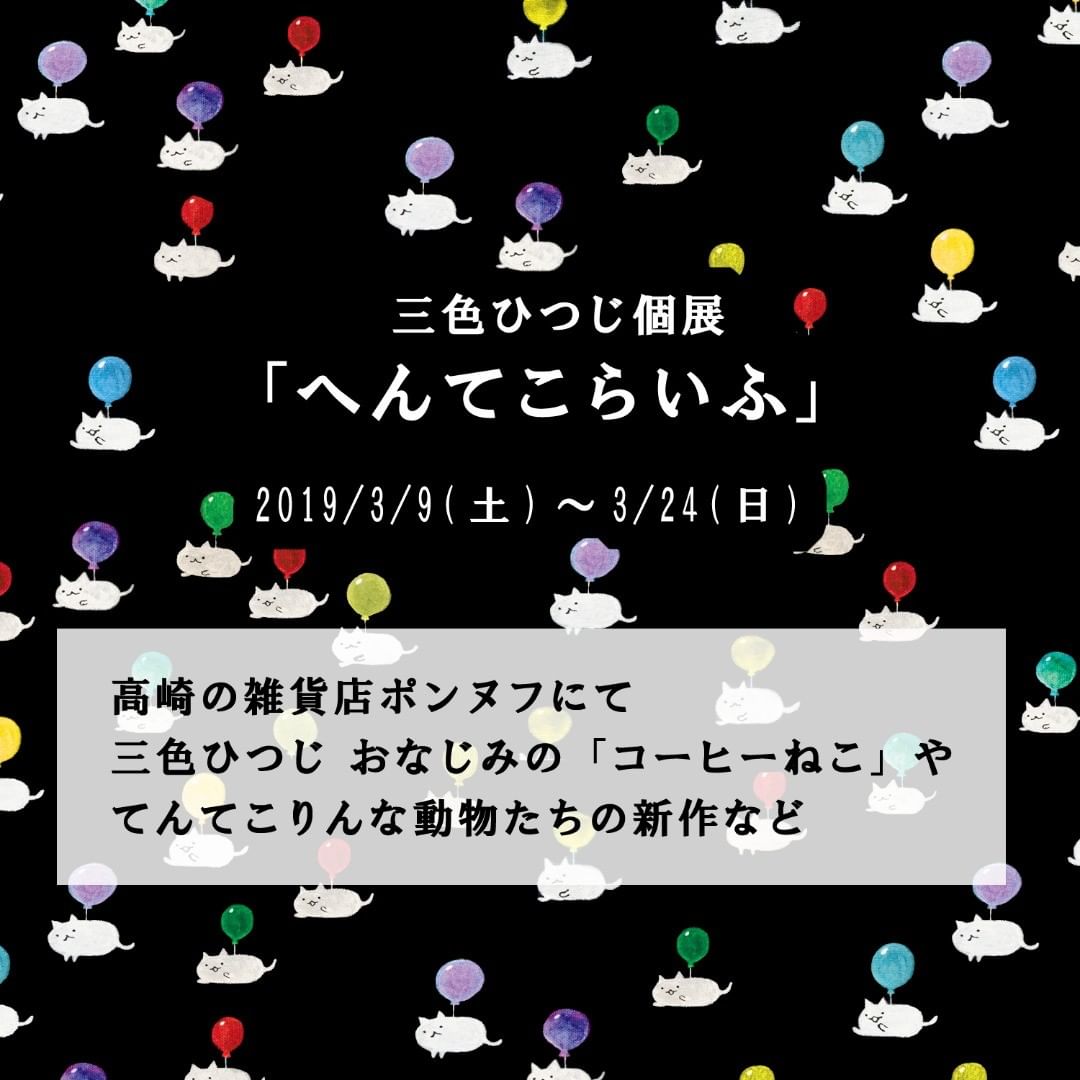 三色ひつじ個展
「へんてこらいふ」
2019/3/9(土)～3/24(日)
高崎の雑貨店ポンヌフにて
三色ひつじ おなじみの「コーヒーねこ」や
てんてこりんな動物たちの新作など